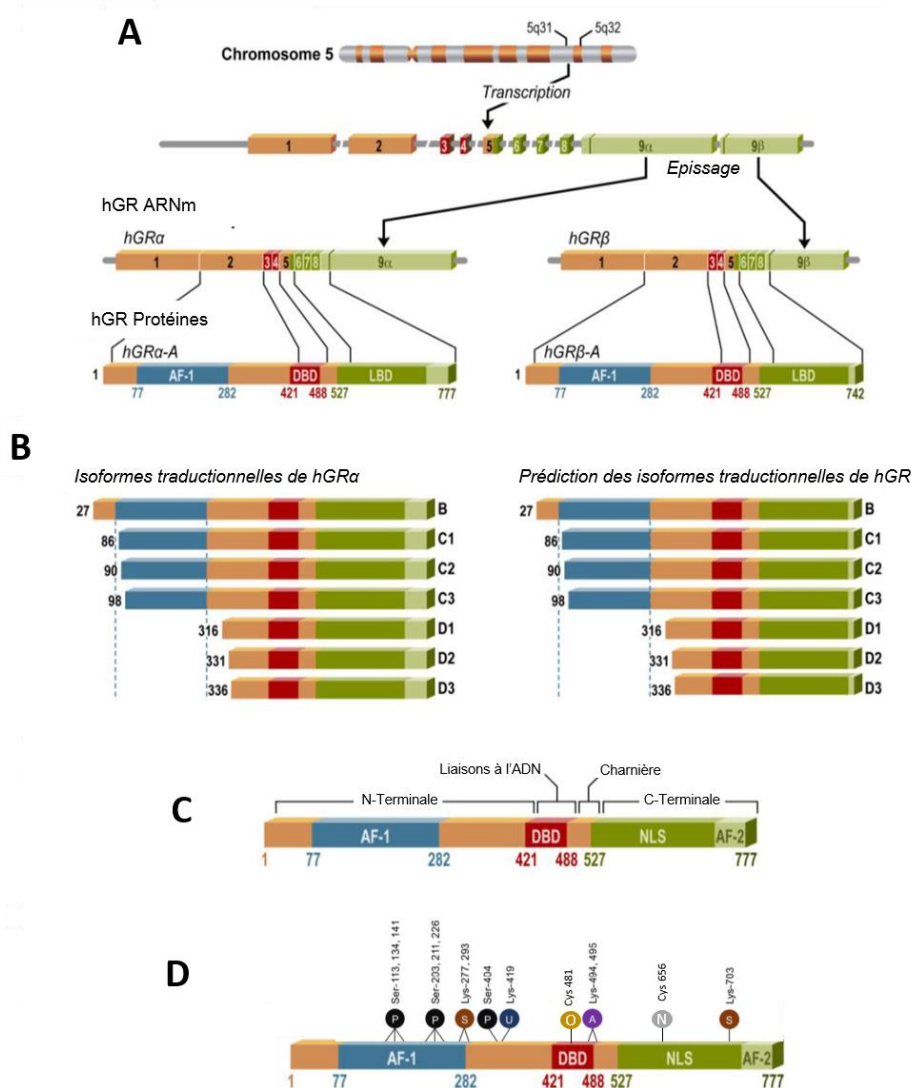 A
5q31 5q32
Chromosome 5
Transcription
1 2 3 4 5 6 7 8 9α 9β
Epissage
hGR ARNm
hGRα hGRβ
1 2 3 4 5 6 7 8 9α
1 2 3 4 5 6 7 8 9β
hGR Protéines
hGRα-A hGRβ-A
1 AF-1 DBD LBD
77 282 421 488 527 777
1 AF-1 DBD LBD
77 282 421 488 527 742
B
Isoformes traductionnelles de hGRα
Prédiction des isoformes traductionnelles de hGR
27 B 27 B
86 C1 86 C1
90 C2 90 C2
98 C3 98 C3
316 D1 316 D1
331 D2 331 D2
336 D3 336 D3
Liaisons à l'ADN Charnière
N-Terminale C-Terminale
C
AF-1 DBD NLS AF-2
1 77 282 421 488 527 777
D
Ser-113, 134, 141
Ser-203, 211, 226
Lys-277, 293
Ser-404
Lys-419
Cys 481
Lys-494, 495
Cys 656
Lys-703
P P S P U O A N S
AF-1 DBD NLS AF-2
1 77 282 421 488 527 777